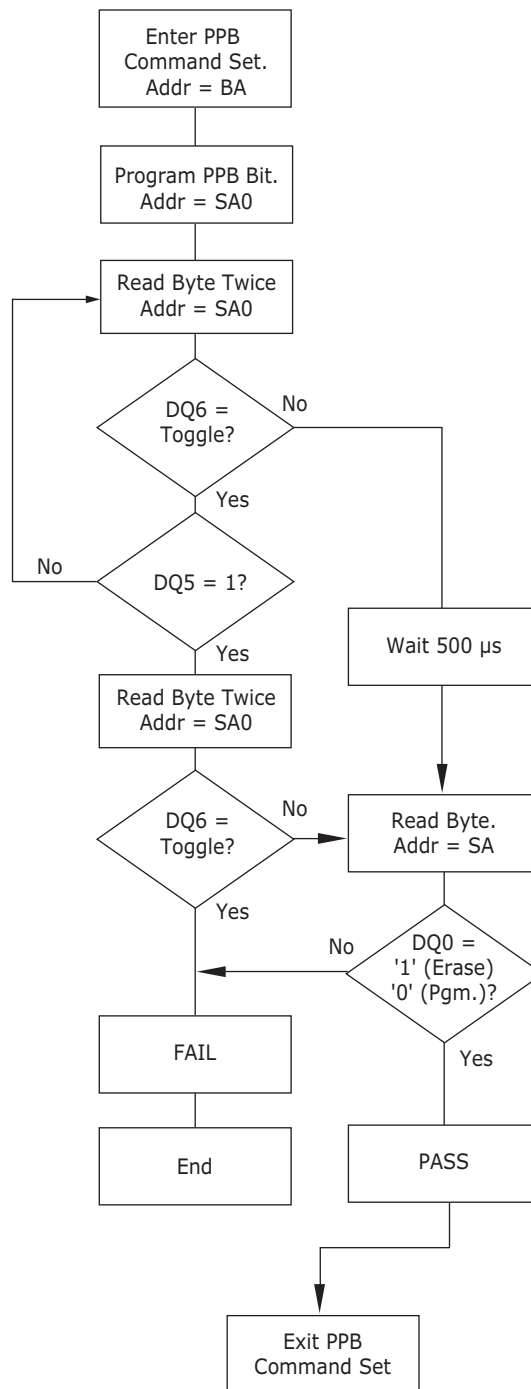 Enter PPB
Command Set.
Addr = BA
Program PPB Bit.
Addr = SA0
Read Byte Twice
Addr = SA0
DQ6 =
Toggle?
No
Yes
No
DQ5 = 1?
Yes
Wait 500 µs
Read Byte Twice
Addr = SA0
DQ6 =
Toggle?
No
Yes
Read Byte.
Addr = SA
No
DQ0 =
'1' (Erase)
'0' (Pgm.)?
Yes
FAIL
End
PASS
Exit PPB
Command Set